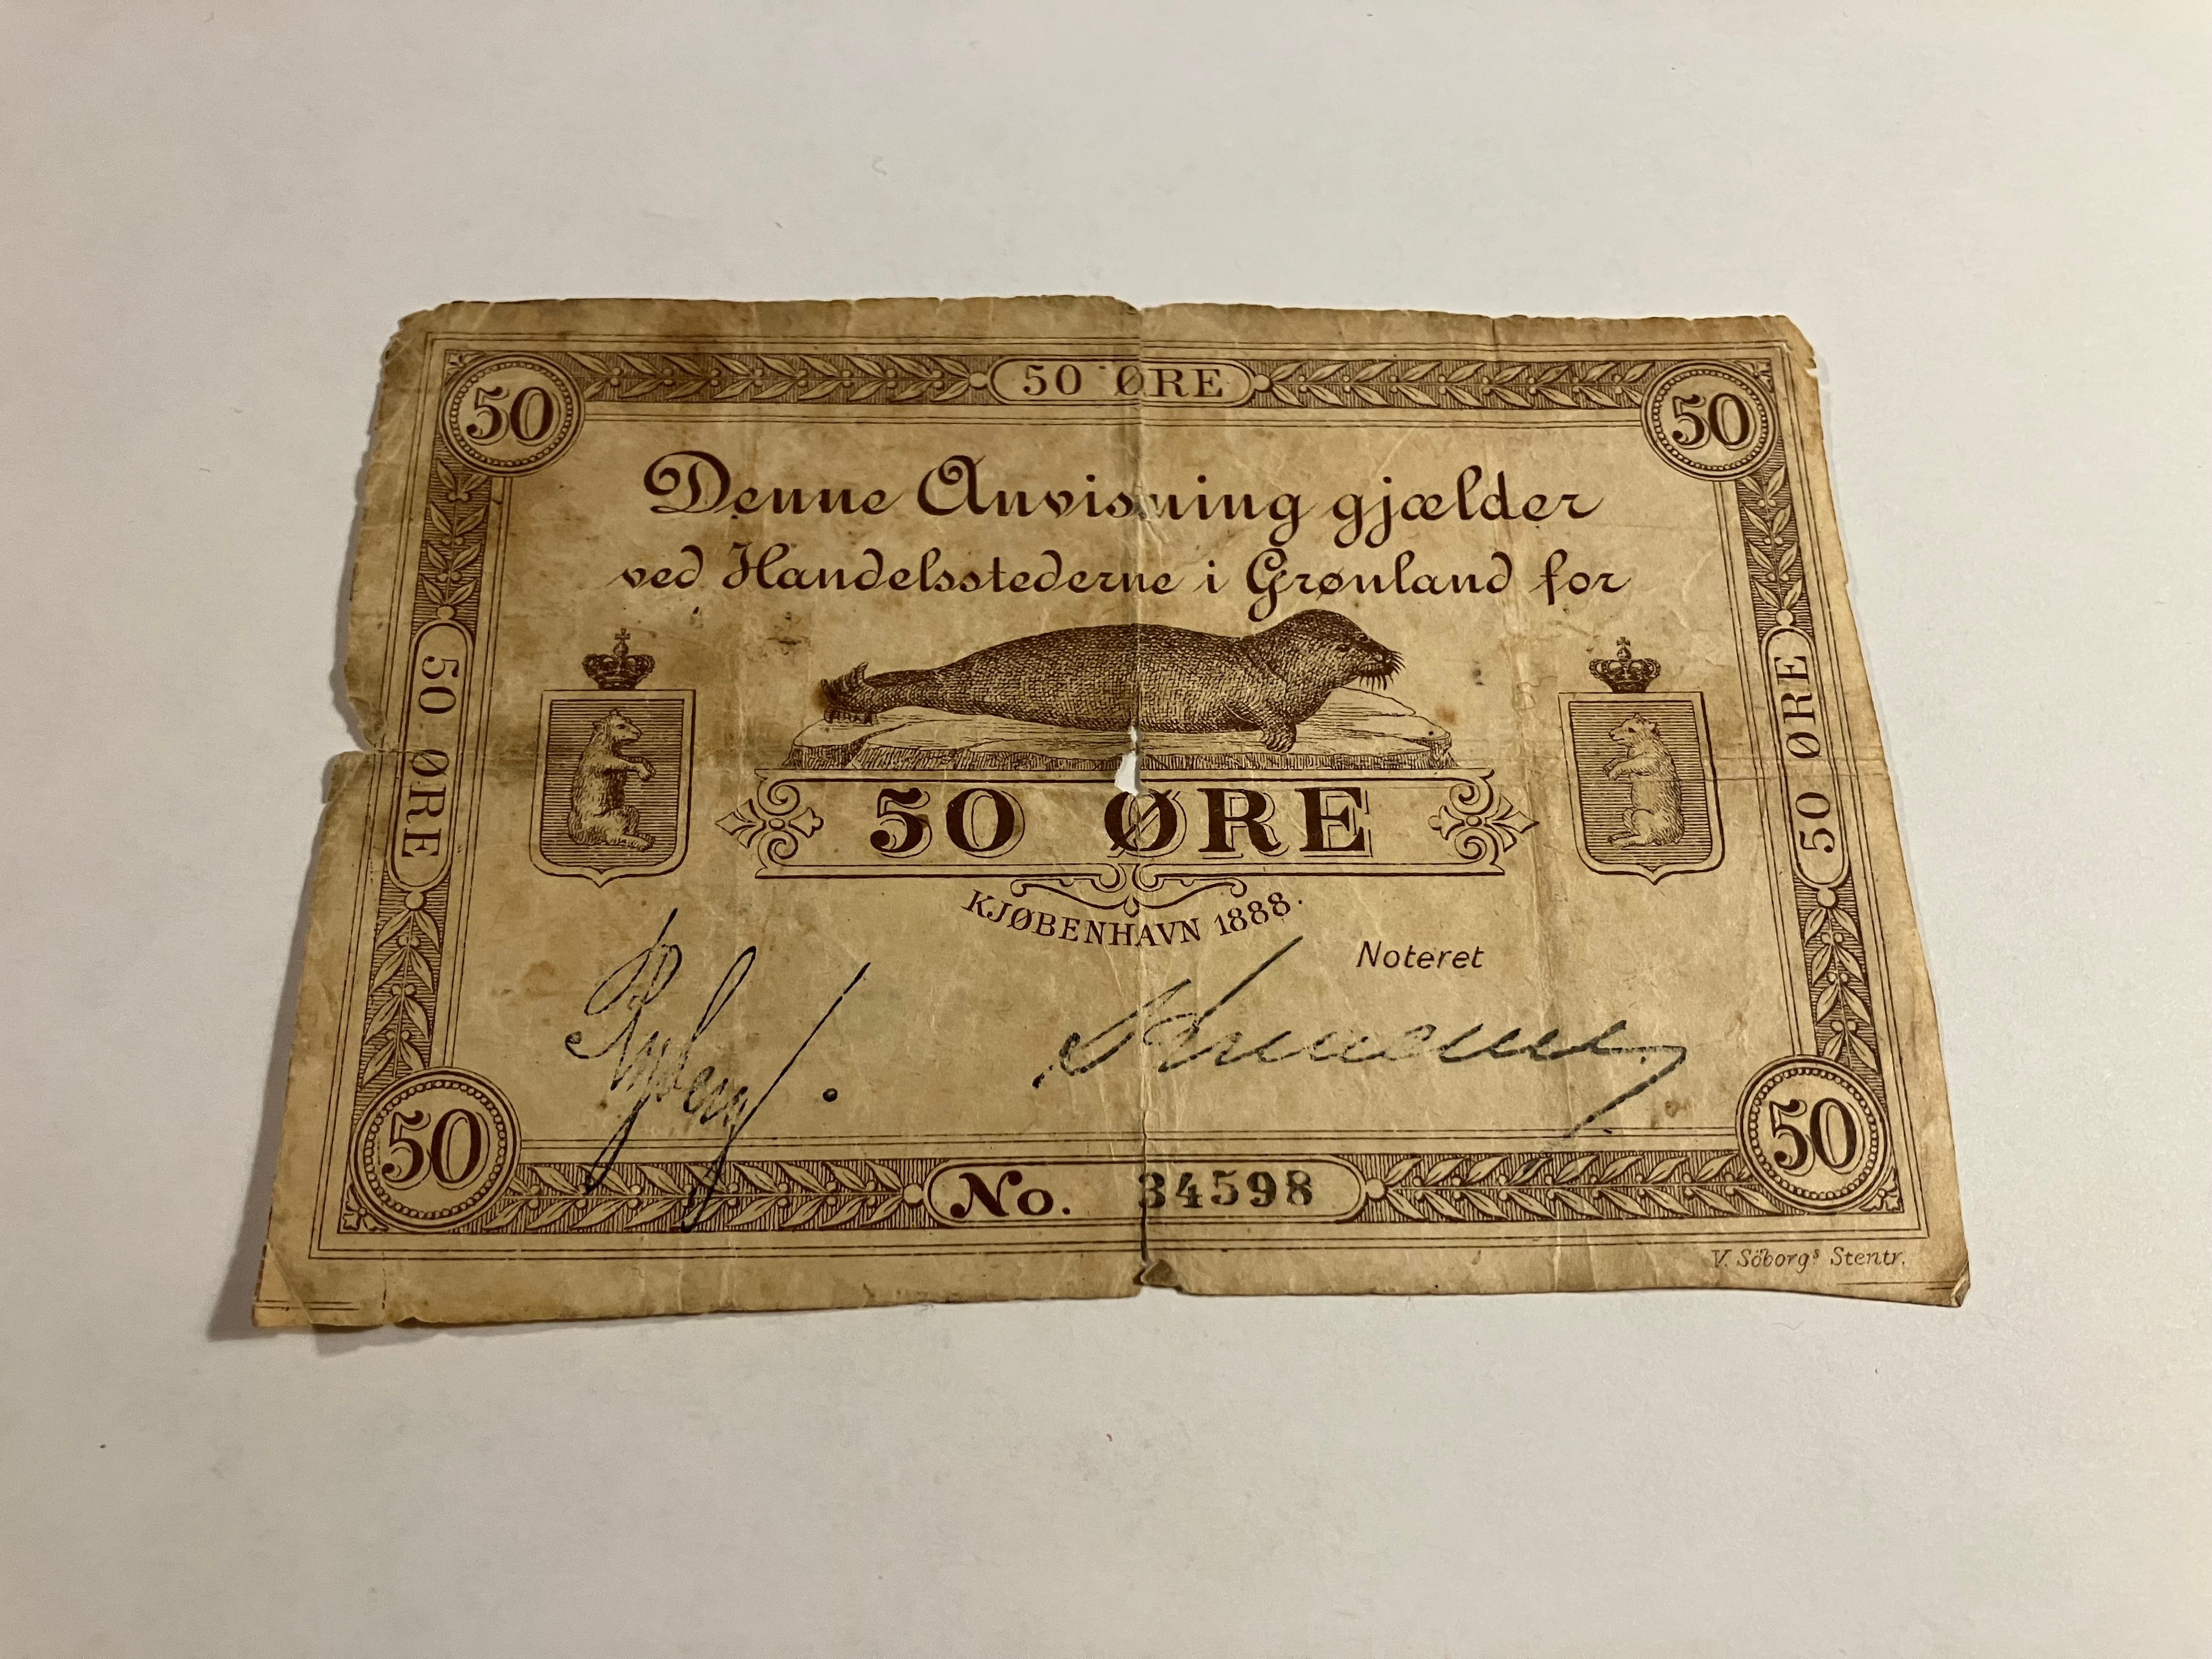 50 50 ØRE 50
Denne Anvisning gjælder
ved Handelsstederne i Grønland for
50 ØRE
50 ØRE
50 ØRE
KJØBENHAVN 1888.
Noteret
50 No. 34598 50
V. Söborgs Stentr.